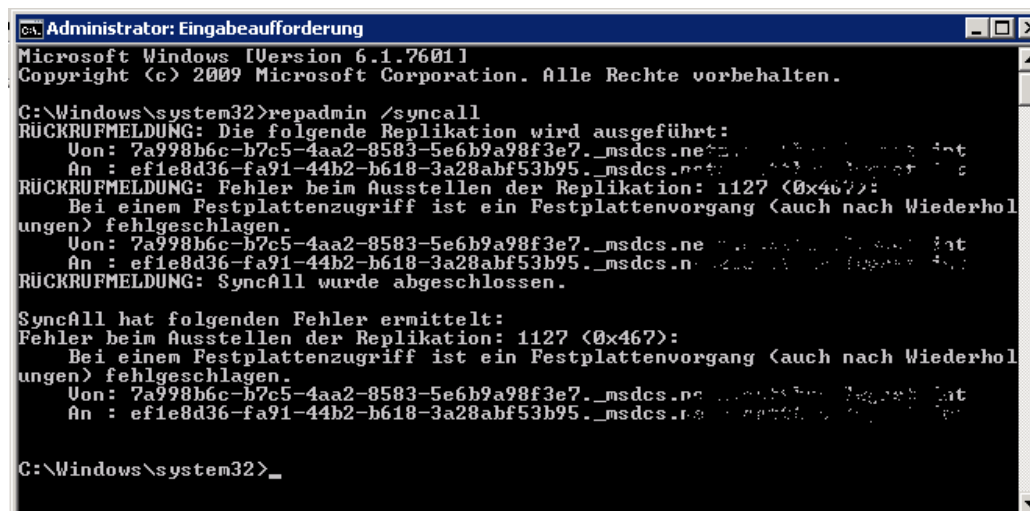 Administrator: Eingabeaufforderung
Microsoft Windows [Version 6.1.7601]
Copyright (c) 2009 Microsoft Corporation. Alle Rechte vorbehalten.
C:\Windows\system32>repadmin /syncall
RÜCKRUFMELDUNG: Die folgende Replikation wird ausgeführt:
Von: 7a998b6c-b7c5-4aa2-8583-5e6b9a98f3e7._msdcs.ne
An : ef1e8d36-fa91-44b2-b618-3a28abf53b95._msdcs.
RÜCKRUFMELDUNG: Fehler beim Ausstellen der Replikation: 1127 (0x467):
Bei einem Festplattenzugriff ist ein Festplattenvorgang (auch nach Wiederhol
ungen) fehlgeschlagen.
Von: 7a998b6c-b7c5-4aa2-8583-5e6b9a98f3e7._msdcs.ne
An : ef1e8d36-fa91-44b2-b618-3a28abf53b95._msdcs.
RÜCKRUFMELDUNG: SyncAll wurde abgeschlossen.
SyncAll hat folgenden Fehler ermittelt:
Fehler beim Ausstellen der Replikation: 1127 (0x467):
Bei einem Festplattenzugriff ist ein Festplattenvorgang (auch nach Wiederhol
ungen) fehlgeschlagen.
Von: 7a998b6c-b7c5-4aa2-8583-5e6b9a98f3e7._msdcs.
An : ef1e8d36-fa91-44b2-b618-3a28abf53b95._msdcs.
C:\Windows\system32>_